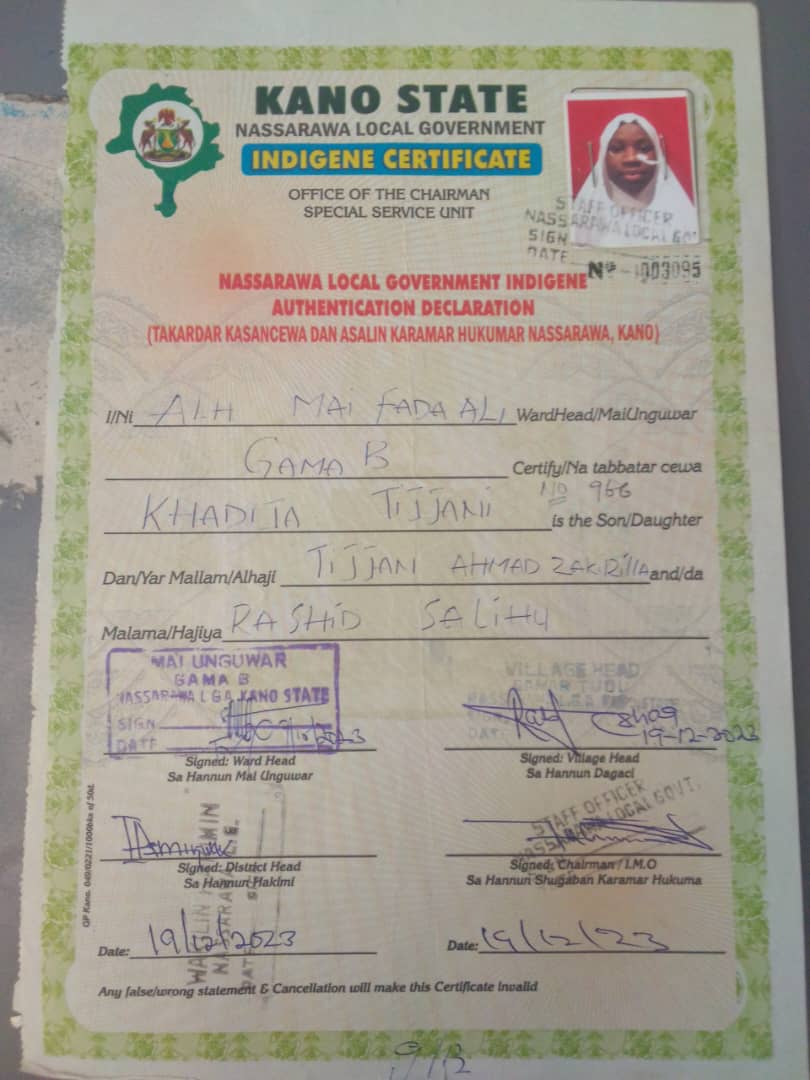 KANO STATE
NASSARAWA LOCAL GOVERNMENT
INDIGENE CERTIFICATE
OFFICE OF THE CHAIRMAN
SPECIAL SERVICE UNIT
STAFF OFFICER
NASSARAWA LOCAL GOV
SIGN
DATE
Nº 003095
NASSARAWA LOCAL GOVERNMENT INDIGENE
AUTHENTICATION DECLARATION
(TAKARDAR KASANCEWA DAN ASALIN KARAMAR HUKUMAR NASSARAWA, KANO)
I/Ni ALH MAI FADA ALI WardHead/MaiUnguwar
GAMA B Certify/Na tabbatar cewa
No 966
KHADIJA TIJJANI is the Son/Daughter
Dan/Yar Mallam/Alhaji TIJJANI AHMAD and/da
Malama/Hajiya RASHID SALIHU
MAI UNGUWAR
GAMA B
NASSARAWA L G A KANO STATE
SIGN
DATE
VILLAGE HEAD
19-12-2023
Signed: Ward Head
Sa Hannun Mai Unguwar
Signed: Village Head
Sa Hannun Dagaci
STAFF OFFICER
NASSARAWA LOCAL GOVT.
Signed: District Head
Sa Hannun Hakimi
Signed: Chairman / I.M.O
Sa Hannun Shugaban Karamar Hukuma
Date: 19/12/2023
Date: 19/12/23
Any false/wrong statement & Cancellation will make this Certificate invalid